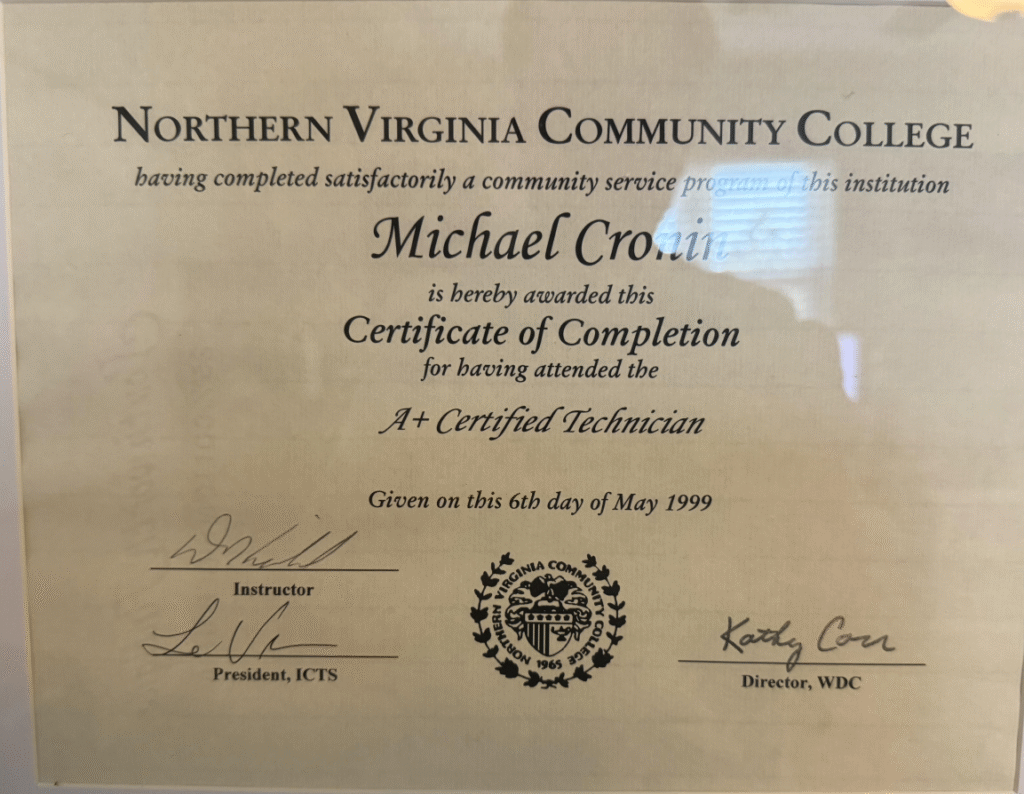 NORTHERN VIRGINIA COMMUNITY COLLEGE
having completed satisfactorily a community service program of this institution
Michael Cronin
is hereby awarded this
Certificate of Completion
for having attended the
A+ Certified Technician
Given on this 6th day of May 1999
Instructor
President, ICTS
NORTHERN VIRGINIA COMMUNITY COLLEGE
1965
Kathy Corr
Director, WDC